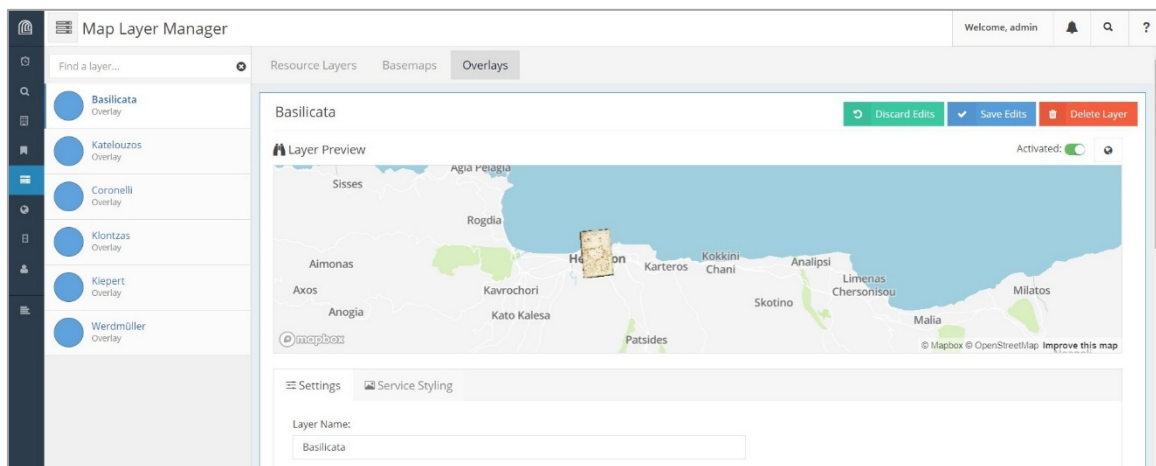 Map Layer Manager
Welcome, admin
?
Find a layer...
Resource Layers
Basemaps
Overlays
Basilicata
Overlay
Katelouzos
Overlay
Coronelli
Overlay
Klontzas
Overlay
Kiepert
Overlay
Werdmüller
Overlay
Basilicata
Discard Edits
Save Edits
Delete Layer
Layer Preview
Activated:
Agia Pelagia
Sisses
Rogdia
Aimonas
Axos
Anogia
Kavrochori
Kato Kalesa
Karteros
Kokkini
Chani
Patsides
Skotino
Analipsi
Limenas
Chersonisou
Malia
Milatos
mapbox
© Mapbox © OpenStreetMap Improve this map
Settings
Service Styling
Layer Name:
Basilicata